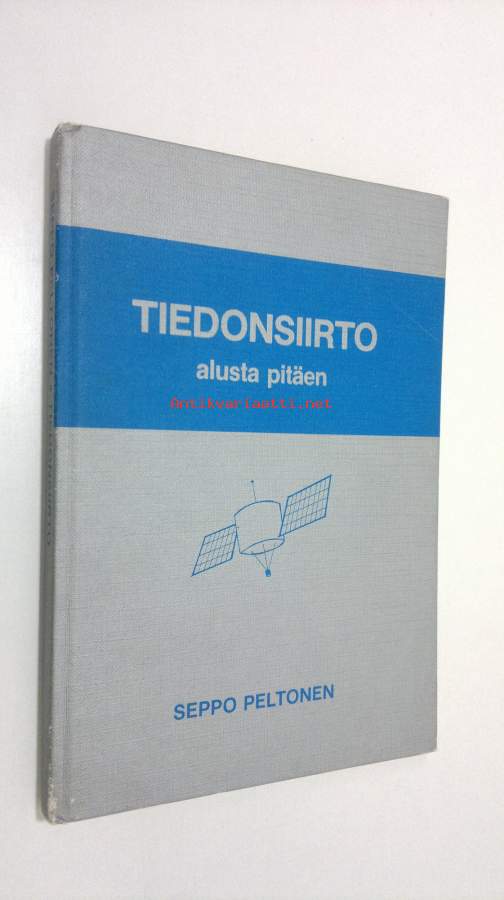 TIEDONSIIRTO
alusta pitäen
Antikvariaatti.net
SEPPO PELTONEN